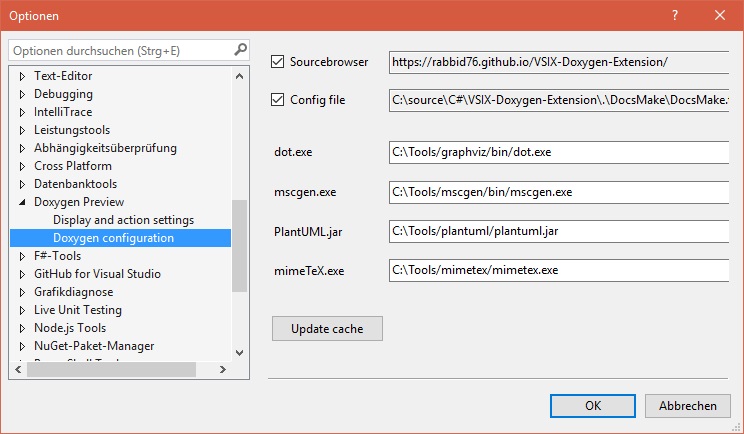 Optionen
Optionen durchsuchen (Strg+E)
Text-Editor
Debugging
IntelliTrace
Leistungstools
Abhängigkeitsüberprüfung
Cross Platform
Datenbanktools
Doxygen Preview
Display and action settings
Doxygen configuration
F#-Tools
GitHub for Visual Studio
Grafikdiagnose
Live Unit Testing
Node.js Tools
NuGet-Paket-Manager
Sourcebrowser
https://rabbid76.github.io/VSIX-Doxygen-Extension/
Config file
C:\source\C#\VSIX-Doxygen-Extension\.\DocsMake\DocsMake.
dot.exe
C:\Tools/graphviz/bin/dot.exe
mscgen.exe
C:\Tools/mscgen/bin/mscgen.exe
PlantUML.jar
C:\Tools/plantuml/plantuml.jar
mimeTeX.exe
C:\Tools/mimetex/mimetex.exe
Update cache
OK
Abbrechen